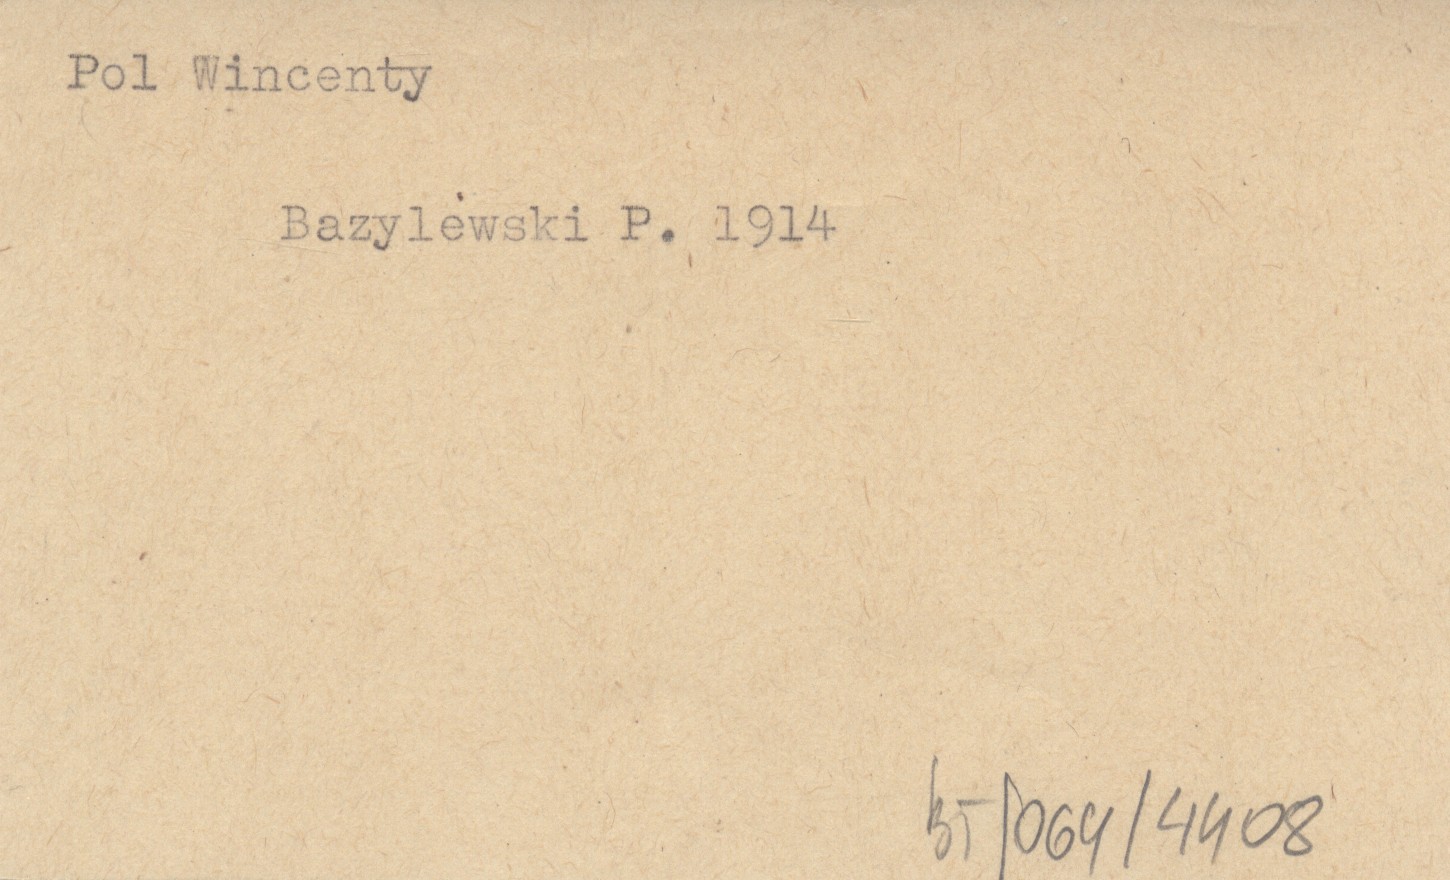 Pol Wincenty
Bazylewski P. 1914
BT/064/4408